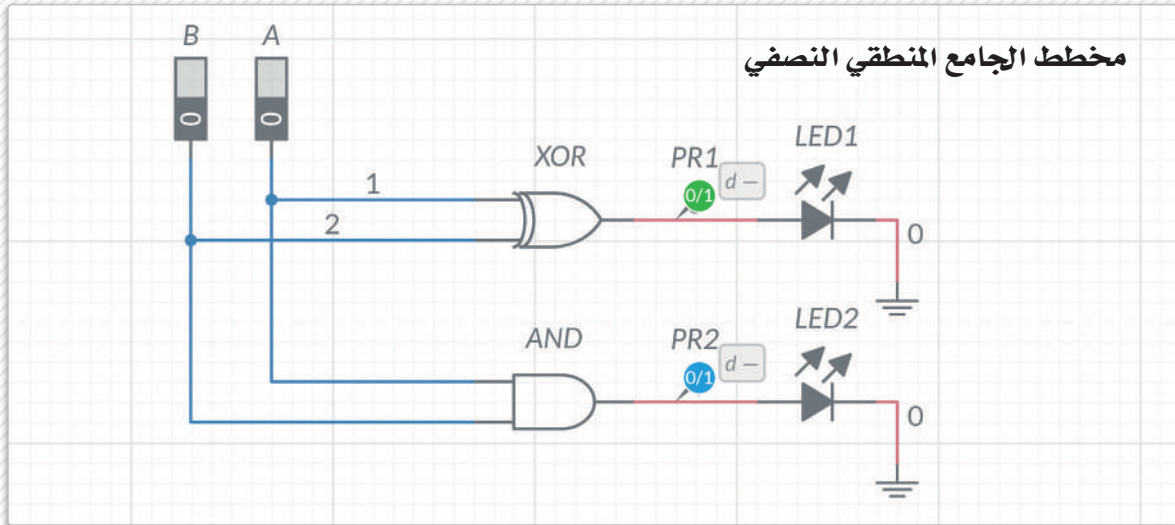 مخطط الجامع المنطقي النصفي
B A
0 0
XOR
PR1
d —
LED1
0/1
1
2
0
AND
PR2
d —
LED2
0/1
0